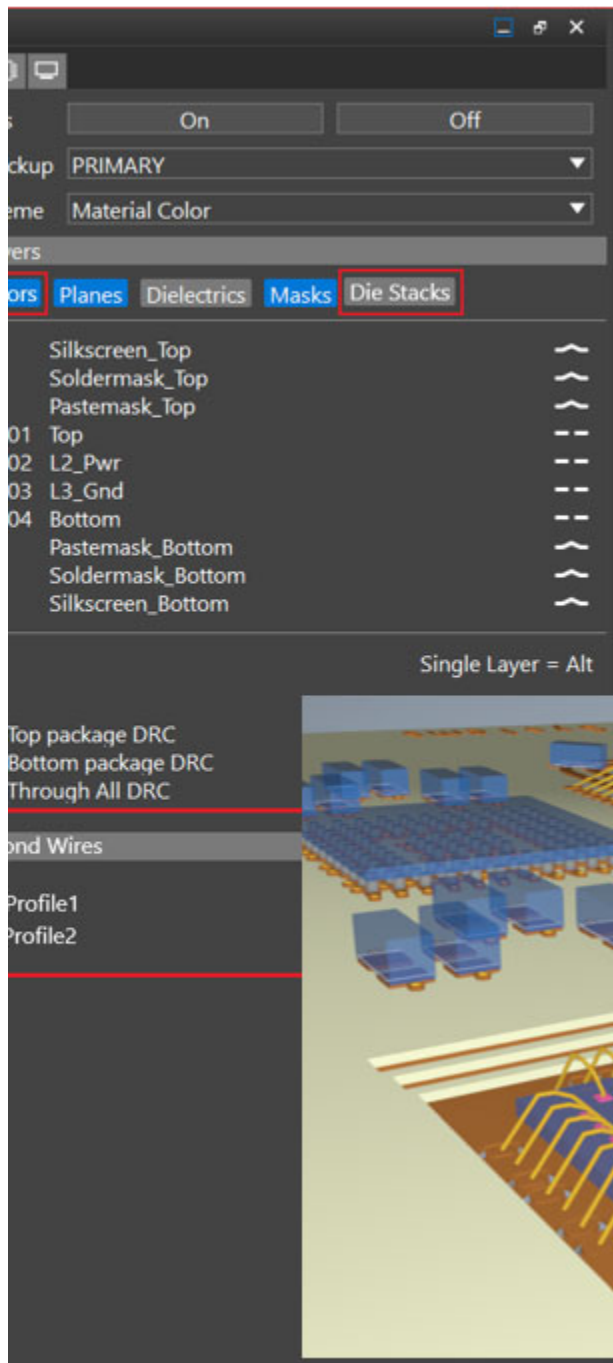 s On Off
ckup PRIMARY
eme Material Color
yers
ors Planes Dielectrics Masks Die Stacks
Silkscreen_Top
Soldermask_Top
Pastemask_Top
01 Top
02 L2_Pwr
03 L3_Gnd
04 Bottom
Pastemask_Bottom
Soldermask_Bottom
Silkscreen_Bottom
Single Layer = Alt
Top package DRC
Bottom package DRC
Through All DRC
ond Wires
Profile1
Profile2